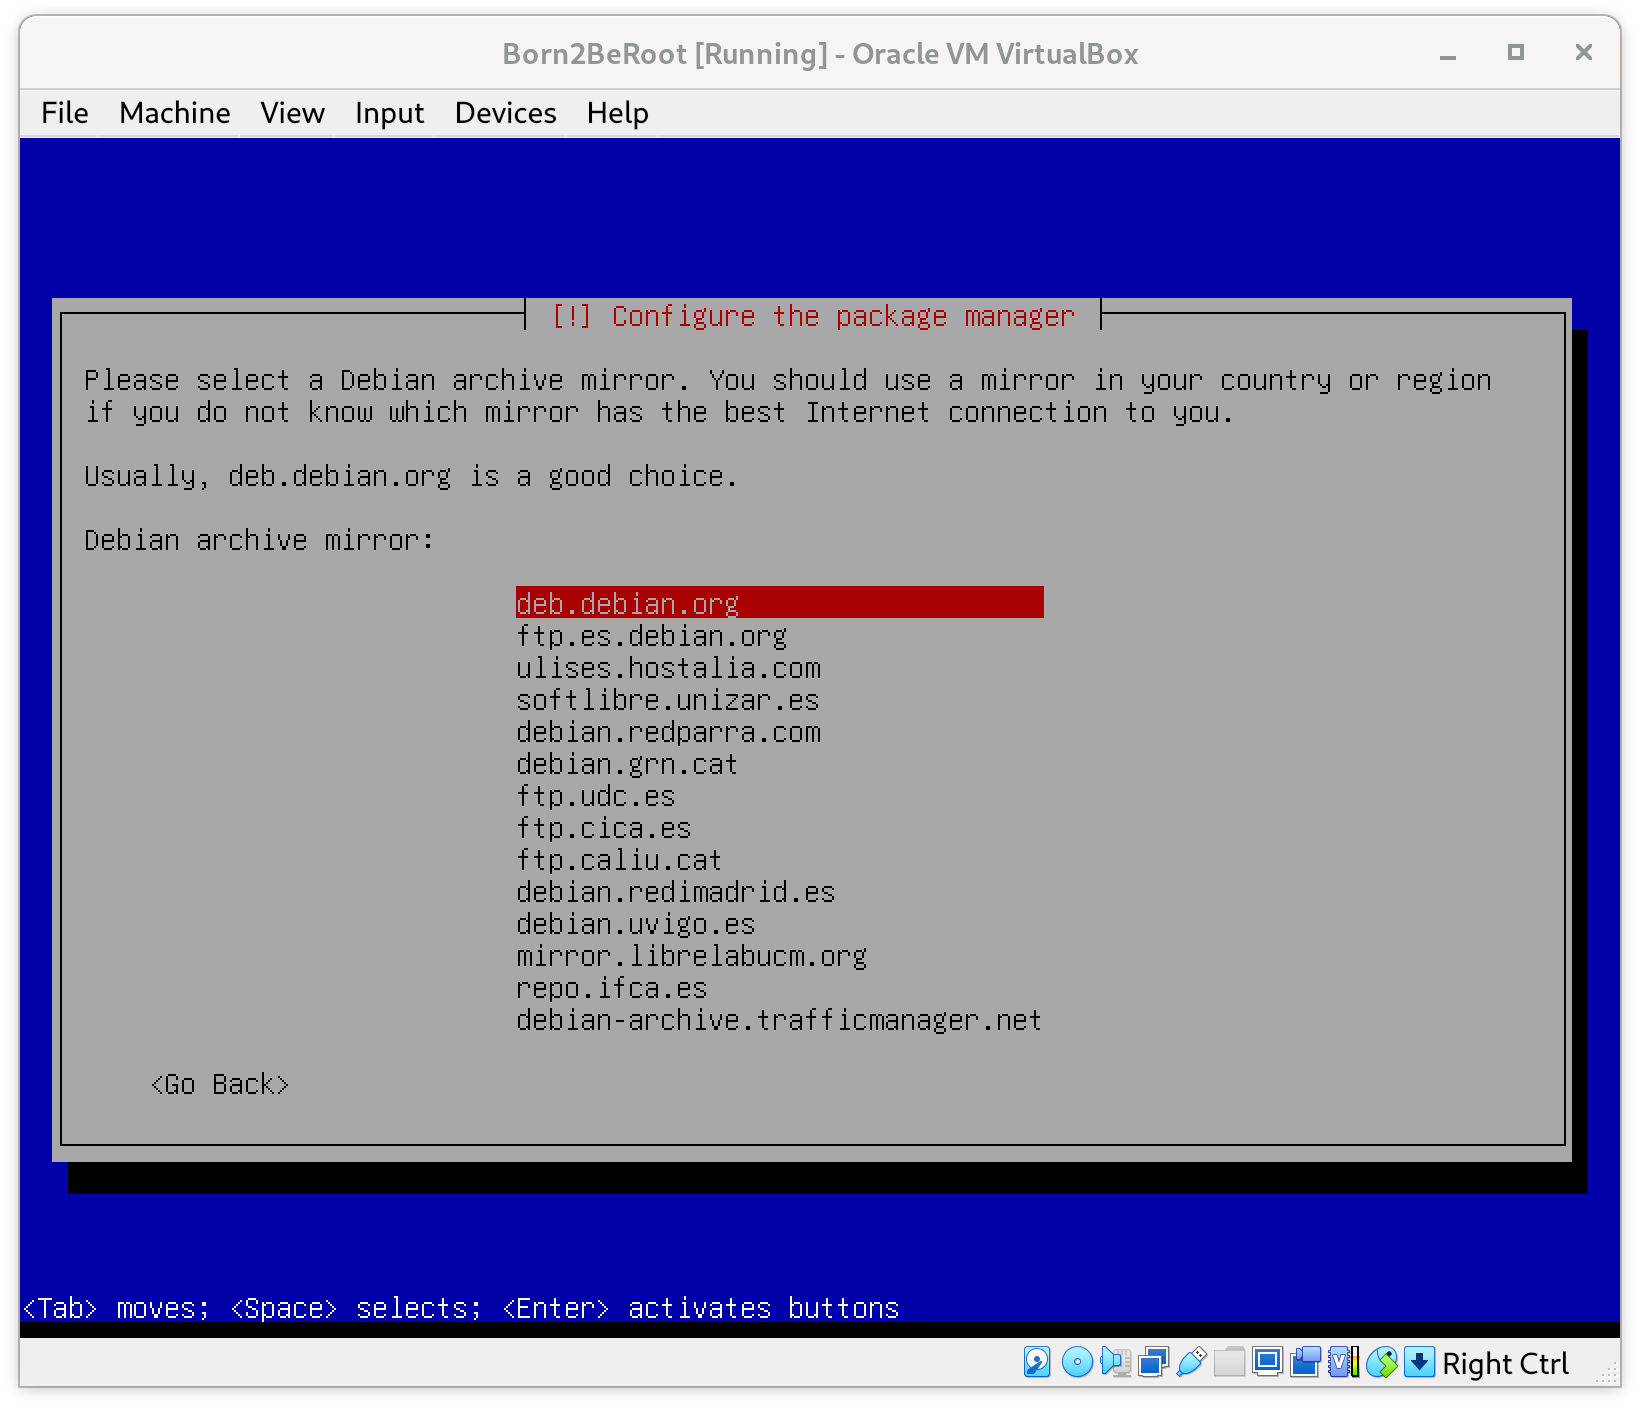 Born2BeRoot [Running] - Oracle VM VirtualBox
File Machine View Input Devices Help
[!] Configure the package manager
Please select a Debian archive mirror. You should use a mirror in your country or region
if you do not know which mirror has the best Internet connection to you.
Usually, deb.debian.org is a good choice.
Debian archive mirror:
deb.debian.org
ftp.es.debian.org
ulises.hostalia.com
softlibre.unizar.es
debian.redparra.com
debian.grn.cat
ftp.udc.es
ftp.cica.es
ftp.caliu.cat
debian.redimadrid.es
debian.uvigo.es
mirror.librelabucm.org
repo.ifca.es
debian-archive.trafficmanager.net
<Go Back>
<Tab> moves; <Space> selects; <Enter> activates buttons
Right Ctrl